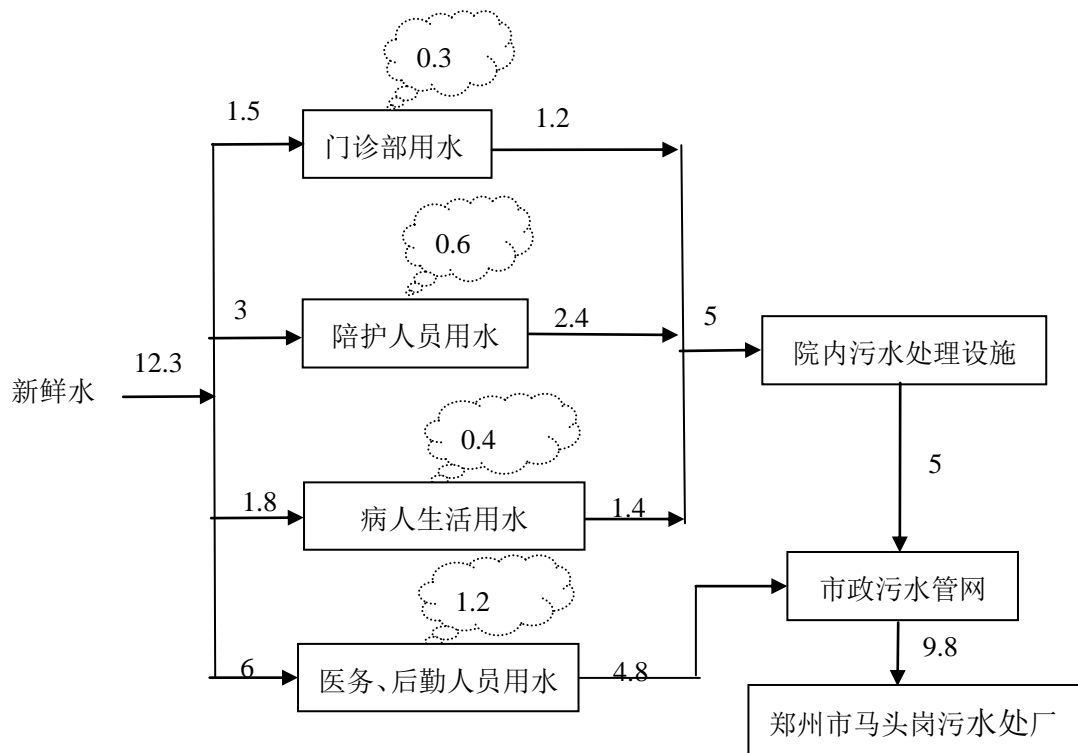 0.3
1.5
1.2
门诊部用水
0.6
3
2.4
5
陪护人员用水
院内污水处理设施
12.3
新鲜水
0.4
5
1.8
1.4
病人生活用水
1.2
市政污水管网
6
4.8
9.8
医务、后勤人员用水
郑州市马头岗污水处厂